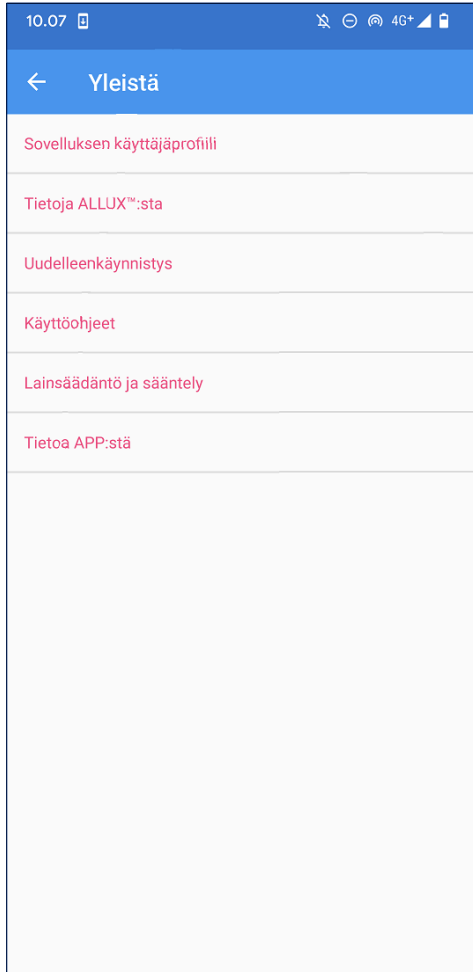 10.07 4G+
Yleistä
Sovelluksen käyttäjäprofiili
Tietoja ALLUX™:sta
Uudelleenkäynnistys
Käyttöohjeet
Lainsäädäntö ja sääntely
Tietoa APP:stä